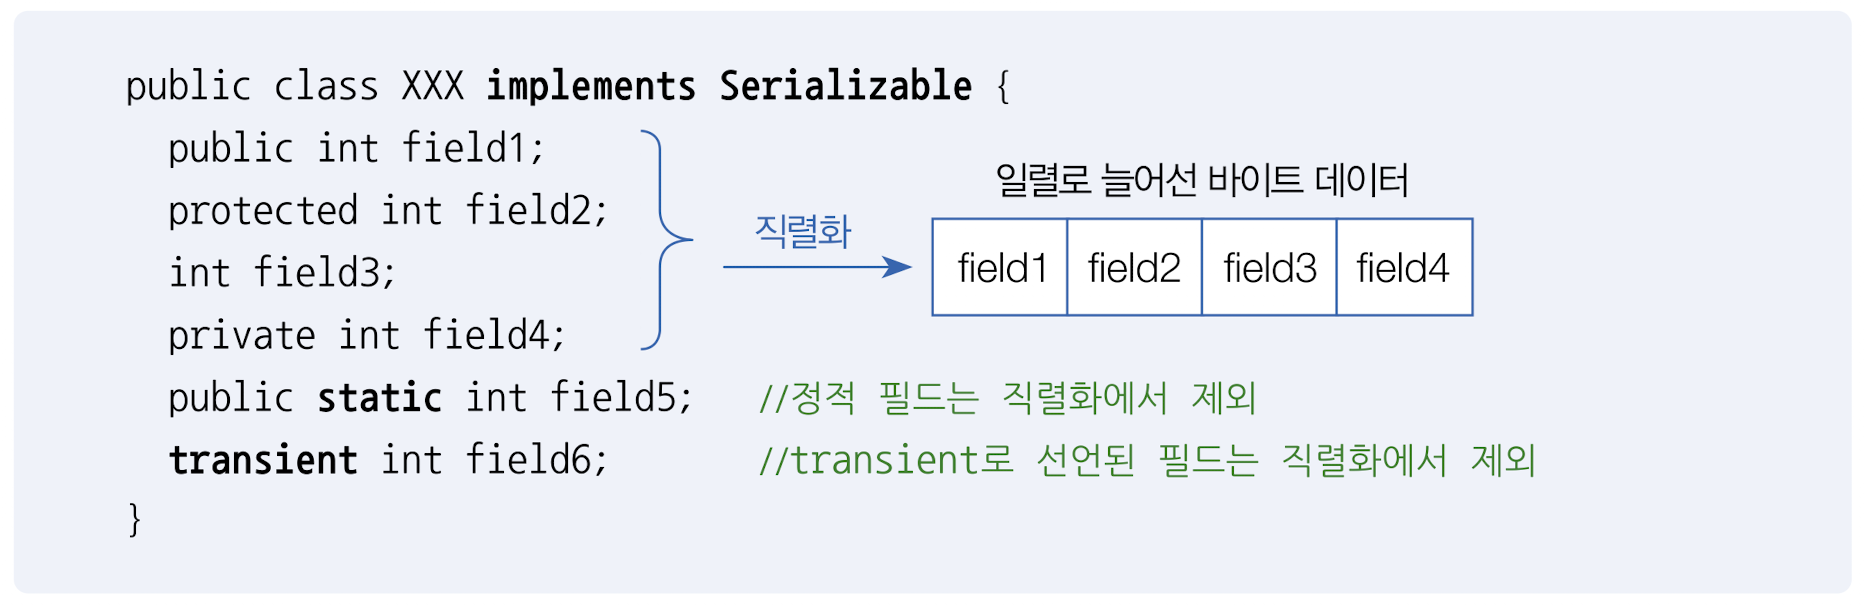 public class XXX implements Serializable {
public int field1;
protected int field2;
int field3;
private int field4;
직렬화
일렬로 늘어선 바이트 데이터
field1 field2 field3 field4
public static int field5; //정적 필드는 직렬화에서 제외
transient int field6; //transient로 선언된 필드는 직렬화에서 제외
}